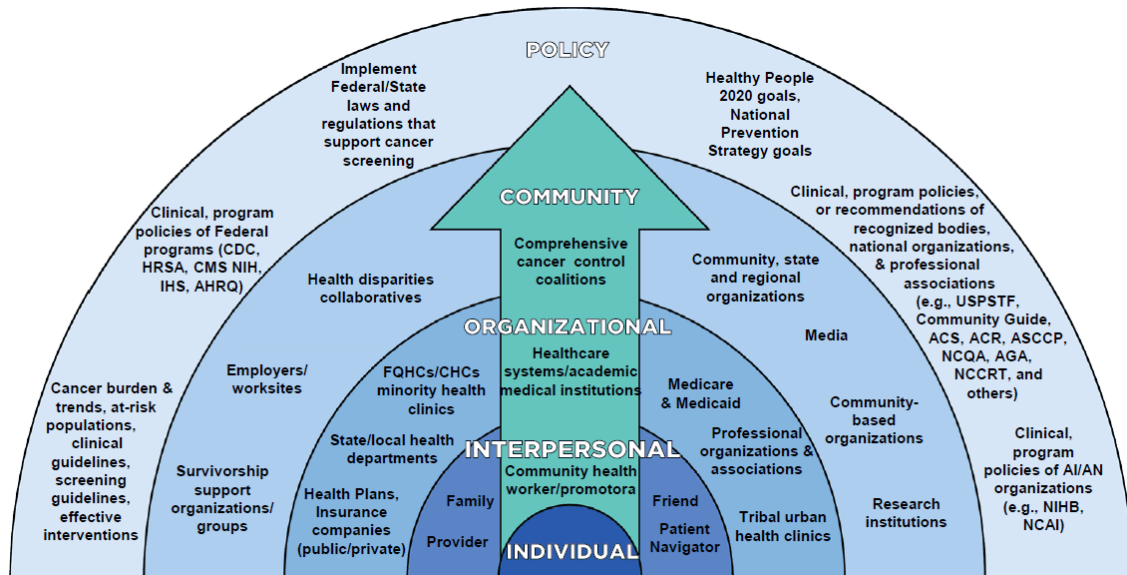 POLICY
Implement
Federal/State
laws and
regulations that
support cancer
screening
Healthy People
2020 goals,
National
Prevention
Strategy goals
Clinical, program
policies of Federal
programs (CDC,
HRSA, CMS NIH,
IHS, AHRQ)
Clinical, program policies,
or recommendations of
recognized bodies,
national organizations,
& professional
associations
(e.g., USPSTF,
Community Guide,
ACS, ACR, ASCCP,
NCQA, AGA,
NCCRT, and
others)
Cancer burden &
trends, at-risk
populations,
clinical
guidelines,
screening
guidelines,
effective
interventions
Clinical,
program
policies of AI/AN
organizations
(e.g., NIHB,
NCAI)
COMMUNITY
Comprehensive
cancer control
coalitions
Health disparities
collaboratives
Community, state
and regional
organizations
Media
Employers/
worksites
Community-
based
organizations
Survivorship
support
organizations/
groups
Research
institutions
ORGANIZATIONAL
Healthcare
systems/academic
medical institutions
FQHCs/CHCs
minority health
clinics
Medicare
& Medicaid
State/local health
departments
Professional
organizations &
associations
Health Plans,
Insurance
companies
(public/private)
Tribal urban
health clinics
INTERPERSONAL
Community health
worker/promotora
Family
Friend
Provider
Patient
Navigator
INDIVIDUAL